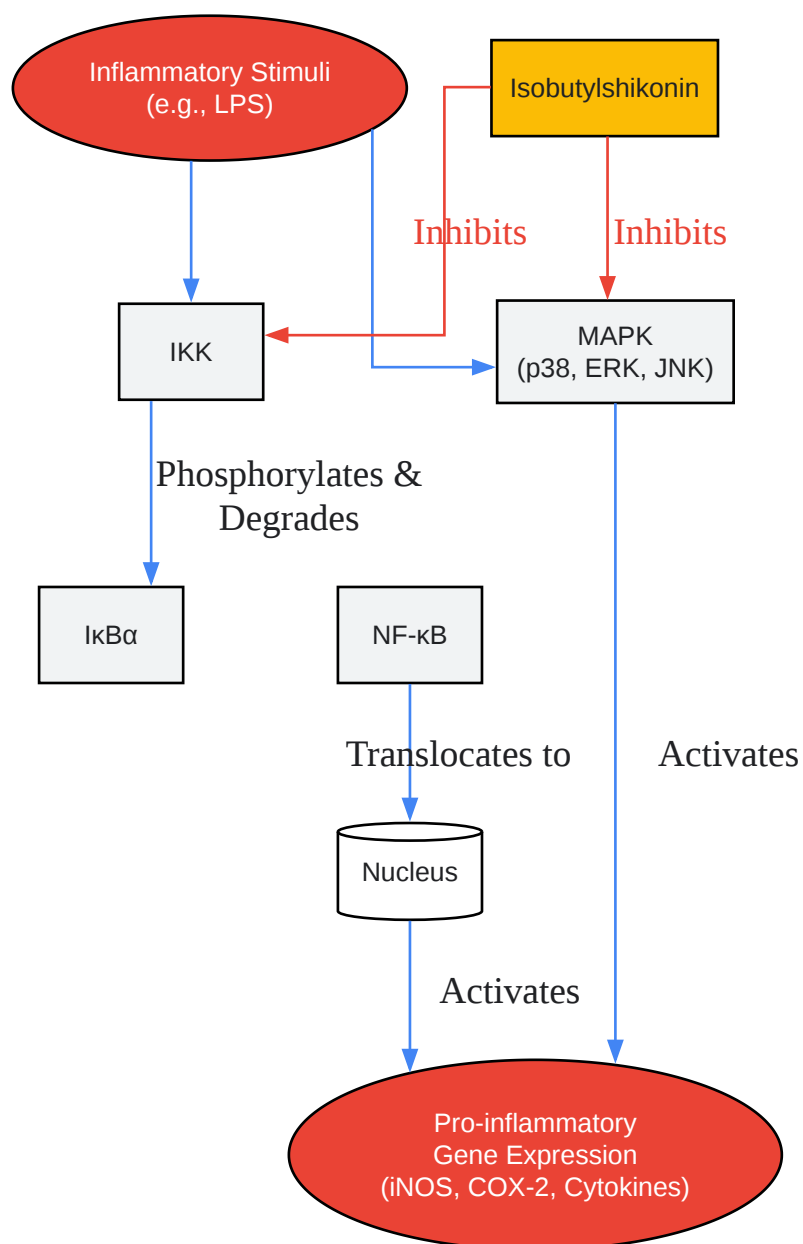 Inflammatory Stimuli
(e.g., LPS)
Isobutylshikonin
Inhibits
Inhibits
IKK
MAPK
(p38, ERK, JNK)
Phosphorylates &
Degrades
IκBα
NF-κB
Translocates to
Activates
Nucleus
Activates
Pro-inflammatory
Gene Expression
(iNOS, COX-2, Cytokines)